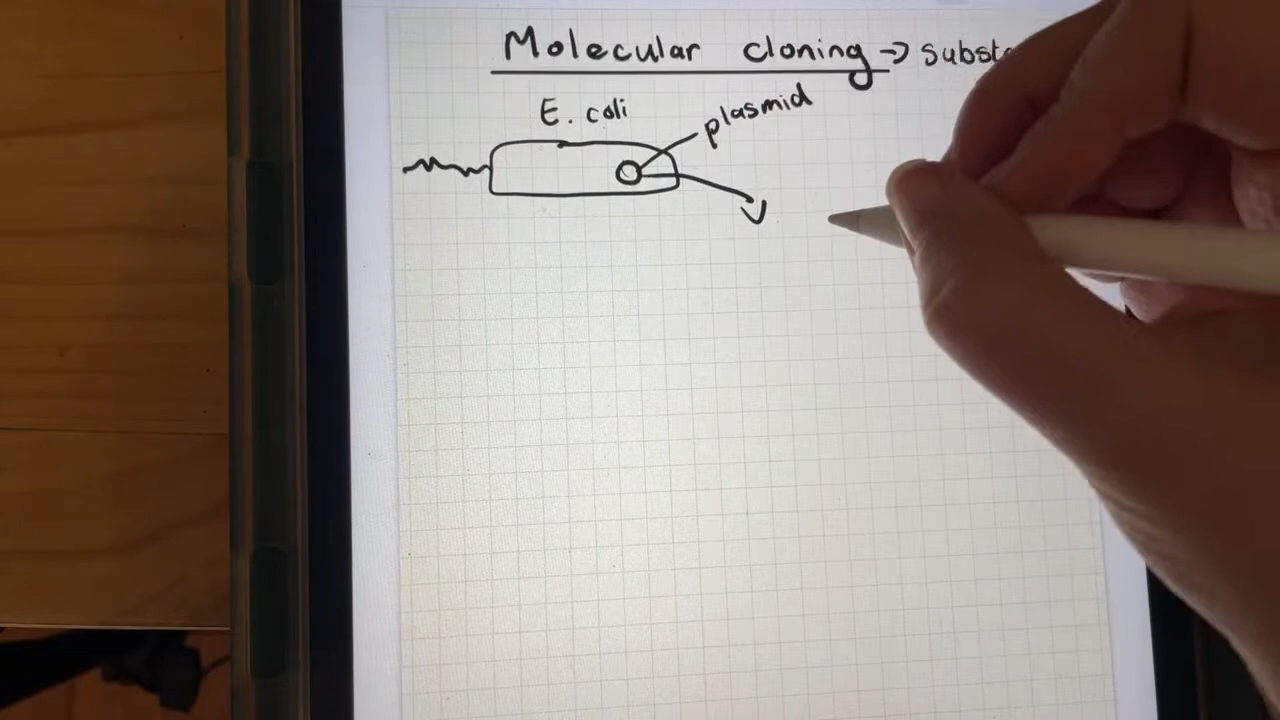 Molecular cloning →
E. coli
plasmid